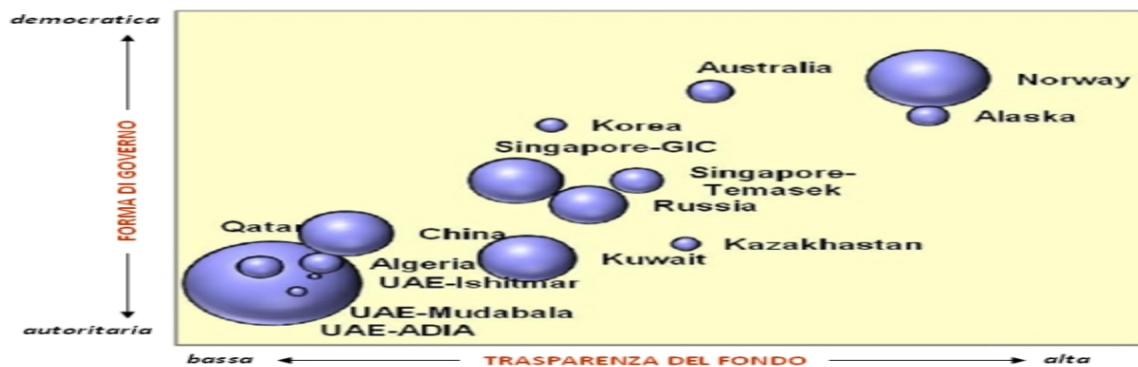 democratica
Australia
Norway
Alaska
Korea
Singapore-GIC
Singapore-
Temasek
Russia
Qatar
China
Kazakhastan
Kuwait
Algeria
UAE-Ishitmar
UAE-Mudabala
UAE-ADIA
FORMA DI GOVERNO
autoritaria
bassa
TRASPARENZA DEL FONDO
alta